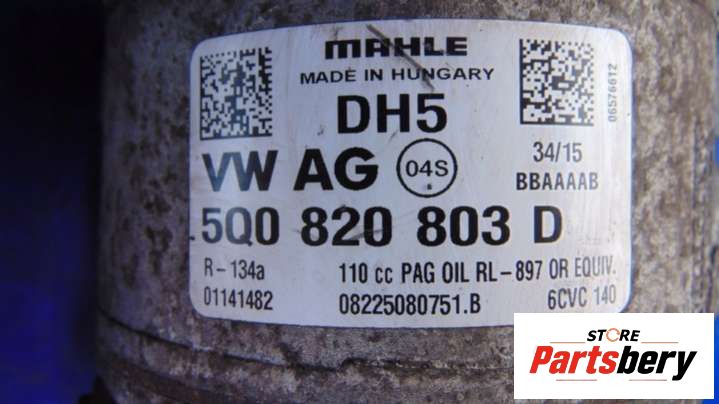 MAHLE
MADE IN HUNGARY
DH5
06576612
VW AG 04S
34/15
BBAAAAB
5Q0 820 803 D
R-134a 110 cc PAG OIL RL-897 OR EQUIV.
01141482 08225080751.B 6CVC 140
STORE
Partsbery